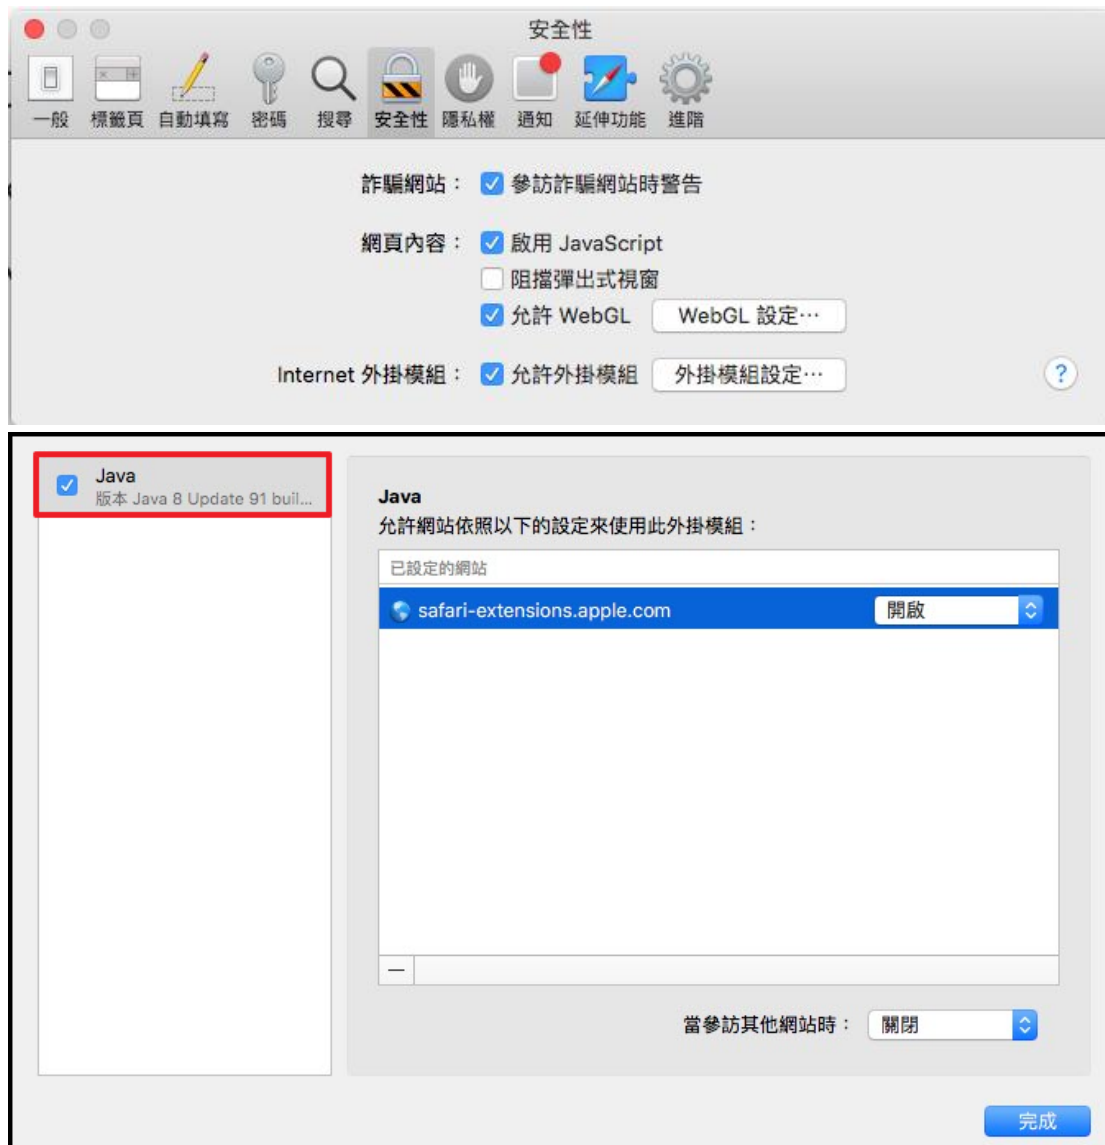 安全性
一般 標籤頁 自動填寫 密碼 搜尋 安全性 隱私權 通知 延伸功能 進階
詐騙網站： 參訪詐騙網站時警告
網頁內容： 啟用 JavaScript
阻擋彈出式視窗
允許 WebGL WebGL 設定…
Internet 外掛模組： 允許外掛模組 外掛模組設定… ?
Java
版本 Java 8 Update 91 buil...
Java
允許網站依照以下的設定來使用此外掛模組：
已設定的網站
safari-extensions.apple.com 開啟
當參訪其他網站時： 關閉
完成